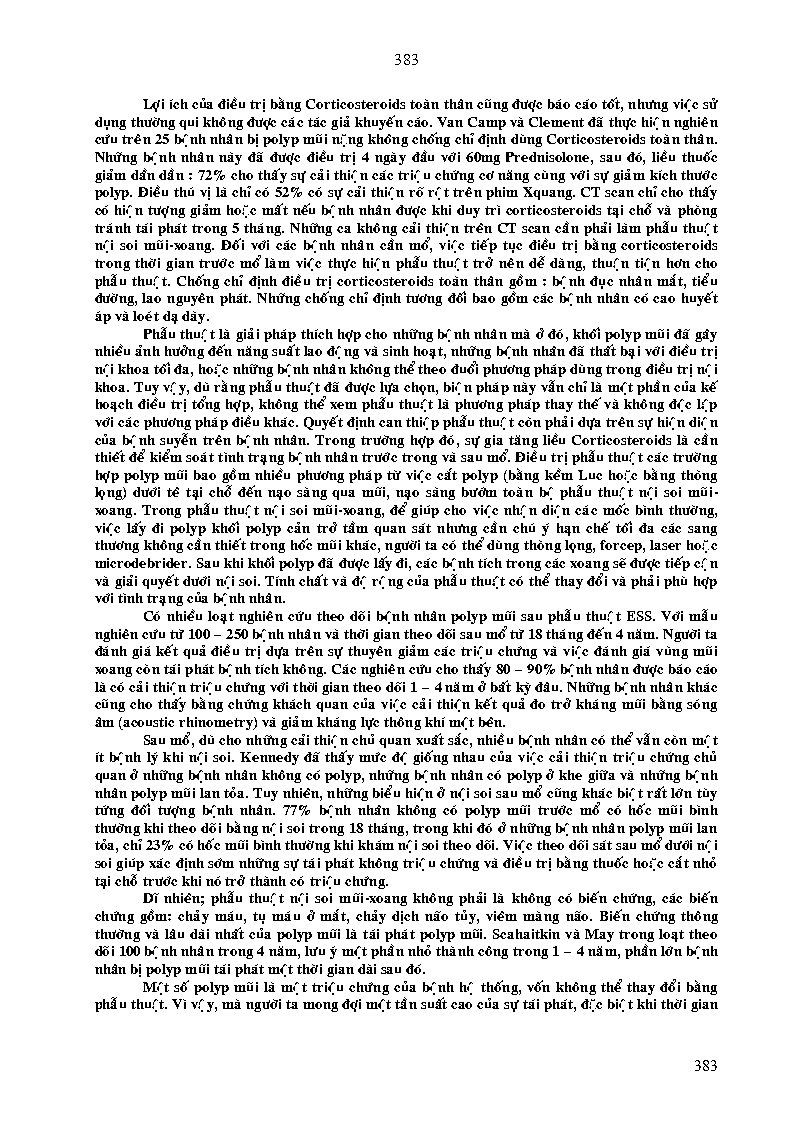 383
Lợi ích của điều trị bằng Corticosteroids toàn thân cũng được báo cáo tốt, nhưng việc sử
dụng thường qui không được các tác giả khuyến cáo. Van Camp và Clement đã thực hiện nghiên
cứu trên 25 bệnh nhân bị polyp mũi nặng không chống chỉ định dùng Corticosteroids toàn thân.
Những bệnh nhân này đã được điều trị 4 ngày đầu với 60mg Prednisolone, sau đó, liều thuốc
giảm dần dần : 72% cho thấy sự cải thiện các triệu chứng cơ năng cùng với sự giảm kích thước
polyp. Điều thú vị là chỉ có 52% có sự cải thiện rõ rệt trên phim Xquang. CT scan chỉ cho thấy
có hiện tượng giảm hoặc mất nếu bệnh nhân được khi duy trì corticosteroids tại chỗ và phòng
tránh tái phát trong 5 tháng. Những ca không cải thiện trên CT scan cần phải làm phẫu thuật
nội soi mũi-xoang. Đối với các bệnh nhân cần mổ, việc tiếp tục điều trị bằng corticosteroids
trong thời gian trước mổ làm việc thực hiện phẫu thuật trở nên dễ dàng, thuận tiện hơn cho
phẫu thuật. Chống chỉ định điều trị corticosteroids toàn thân gồm : bệnh đục nhân mắt, tiểu
đường, lao nguyên phát. Những chống chỉ định tương đối bao gồm các bệnh nhân có cao huyết
áp và loét dạ dày.
Phẫu thuật là giải pháp thích hợp cho những bệnh nhân mà ở đó, khối polyp mũi đã gây
nhiều ảnh hưởng đến năng suất lao động và sinh hoạt, những bệnh nhân đã thất bại với điều trị
nội khoa tối đa, hoặc những bệnh nhân không thể theo đuổi phương pháp dùng trong điều trị nội
khoa. Tuy vậy, dù rằng phẫu thuật đã được lựa chọn, biện pháp này vẫn chỉ là một phần của kế
hoạch điều trị tổng hợp, không thể xem phẫu thuật là phương pháp thay thế và không độc lập
với các phương pháp điều khác. Quyết định can thiệp phẫu thuật còn phải dựa trên sự hiện diện
của bệnh suyễn trên bệnh nhân. Trong trường hợp đó, sự gia tăng liều Corticosteroids là cần
thiết để kiểm soát tình trạng bệnh nhân trước trong và sau mổ. Điều trị phẫu thuật các trường
hợp polyp mũi bao gồm nhiều phương pháp từ việc cắt polyp (bằng kềm Luc hoặc bằng thòng
lọng) dưới tê tại chỗ đến nạo sàng qua mũi, nạo sàng bướm toàn bộ phẫu thuật nội soi mũi-
xoang. Trong phẫu thuật nội soi mũi-xoang, để giúp cho việc nhận diện các mốc bình thường,
việc lấy đi polyp khối polyp cản trở tầm quan sát nhưng cần chú ý hạn chế tối đa các sang
thương không cần thiết trong hốc mũi khác, người ta có thể dùng thòng lọng, forcep, laser hoặc
microdebrider. Sau khi khối polyp đã được lấy đi, các bệnh tích trong các xoang sẽ được tiếp cận
và giải quyết dưới nội soi. Tính chất và độ rộng của phẫu thuật có thể thay đổi và phải phù hợp
với tình trạng của bệnh nhân.
Có nhiều loạt nghiên cứu theo dõi bệnh nhân polyp mũi sau phẫu thuật ESS. Với mẫu
nghiên cứu từ 100 – 250 bệnh nhân và thời gian theo dõi sau mổ từ 18 tháng đến 4 năm. Người ta
đánh giá kết quả điều trị dựa trên sự thuyên giảm các triệu chứng và việc đánh giá vùng mũi
xoang còn tái phát bệnh tích không. Các nghiên cứu cho thấy 80 – 90% bệnh nhân được báo cáo
là có cải thiện triệu chứng với thời gian theo dõi 1 – 4 năm ở bất kỳ đâu. Những bệnh nhân khác
cũng cho thấy bằng chứng khách quan của việc cải thiện kết quả đo trở kháng mũi bằng sóng
âm (acoustic rhinometry) và giảm kháng lực thông khí một bên.
Sau mổ, dù cho những cải thiện chủ quan xuất sắc, nhiều bệnh nhân có thể vẫn còn một
ít bệnh lý khi nội soi. Kennedy đã thấy mức độ giống nhau của việc cải thiện triệu chứng chủ
quan ở những bệnh nhân không có polyp, những bệnh nhân có polyp ở khe giữa và những bệnh
nhân polyp mũi lan tỏa. Tuy nhiên, những biểu hiện ở nội soi sau mổ cũng khác biệt rất lớn tùy
từng đối tượng bệnh nhân. 77% bệnh nhân không có polyp mũi trước mổ có hốc mũi bình
thường khi theo dõi bằng nội soi trong 18 tháng, trong khi đó ở những bệnh nhân polyp mũi lan
tỏa, chỉ 23% có hốc mũi bình thường khi khám nội soi theo dõi. Việc theo dõi sát sau mổ dưới nội
soi giúp xác định sớm những sự tái phát không triệu chứng và điều trị bằng thuốc hoặc cắt nhỏ
tại chỗ trước khi nó trở thành có triệu chứng.
Dĩ nhiên; phẫu thuật nội soi mũi-xoang không phải là không có biến chứng, các biến
chứng gồm: chảy máu, tụ máu ở mắt, chảy dịch não tủy, viêm màng não. Biến chứng thông
thường và lâu dài nhất của polyp mũi là tái phát polyp mũi. Scahaitkin và May trong loạt theo
dõi 100 bệnh nhân trong 4 năm, lưu ý một phần nhỏ thành công trong 1 – 4 năm, phần lớn bệnh
nhân bị polyp mũi tái phát một thời gian dài sau đó.
Một số polyp mũi là một triệu chứng của bệnh hệ thống, vốn không thể thay đổi bằng
phẫu thuật. Vì vậy, mà người ta mong đợi một tần suất cao của sự tái phát, đặc biệt khi thời gian
383